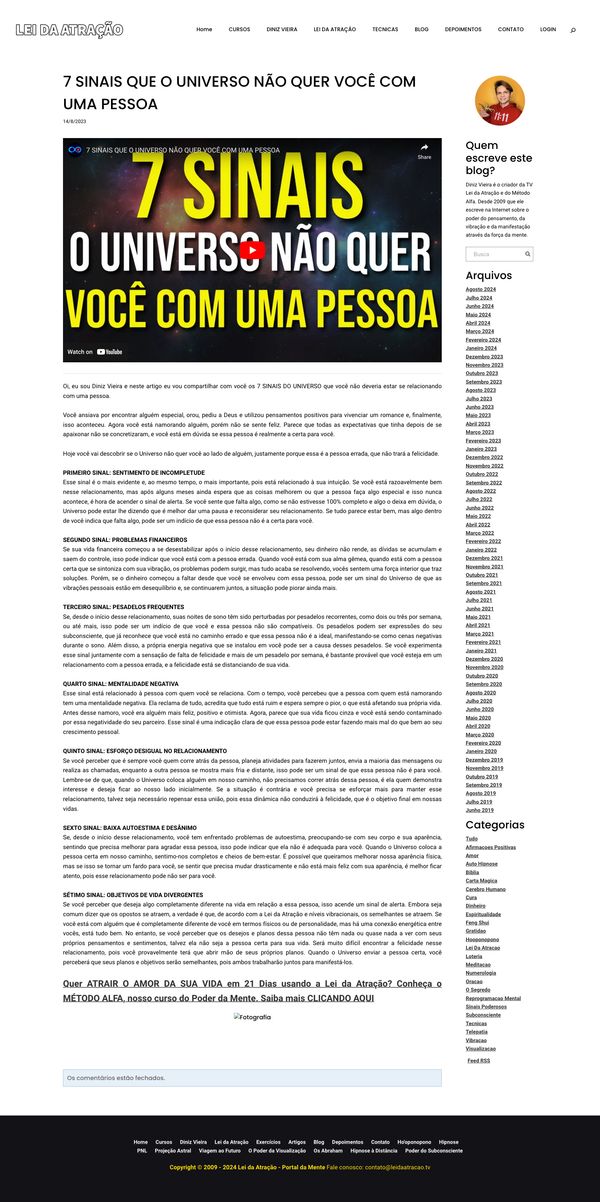 LEI DA ATRAÇÃO
Home CURSOS DINIZ VIEIRA LEI DA ATRAÇÃO TECNICAS BLOG DEPOIMENTOS CONTATO LOGIN
7 SINAIS QUE O UNIVERSO NÃO QUER VOCÊ COM
UMA PESSOA
14/8/2023
7 SINAIS QUE O UNIVERSO NÃO QUER VOCÊ COM UMA PESSOA
Share
7 SINAIS
O UNIVERSO NÃO QUER
VOCÊ COM UMA PESSOA
Watch on YouTube
Oi, eu sou Diniz Vieira e neste artigo eu vou compartilhar com você os 7 SINAIS DO UNIVERSO que você não deveria estar se relacionando
com uma pessoa.
Você ansiava por encontrar alguém especial, orou, pediu a Deus e utilizou pensamentos positivos para vivenciar um romance e, finalmente,
isso aconteceu. Agora você está namorando alguém, porém não se sente feliz. Parece que todas as expectativas que tinha depois de se
apaixonar não se concretizaram, e você está em dúvida se essa pessoa é realmente a certa para você.
Hoje você vai descobrir se o Universo não quer você ao lado de alguém, justamente porque essa é a pessoa errada, que não trará a felicidade.
PRIMEIRO SINAL: SENTIMENTO DE INCOMPLETUDE
Esse sinal é o mais evidente e, ao mesmo tempo, o mais importante, pois está relacionado à sua intuição. Se você está razoavelmente bem
nesse relacionamento, mas após alguns meses ainda espera que as coisas melhorem ou que a pessoa faça algo especial e isso nunca
acontece, é hora de acender o sinal de alerta. Se você sente que falta algo, como se não estivesse 100% completo e algo o deixa em dúvida, o
Universo pode estar lhe dizendo que é melhor dar uma pausa e reconsiderar seu relacionamento. Se tudo parece estar bem, mas algo dentro
de você indica que falta algo, pode ser um indício de que essa pessoa não é a certa para você.
SEGUNDO SINAL: PROBLEMAS FINANCEIROS
Se sua vida financeira começou a se desestabilizar após o início desse relacionamento, seu dinheiro não rende, as dívidas se acumulam e
saem do controle, isso pode indicar que você está com a pessoa errada. Quando você está com sua alma gêmea, quando está com a pessoa
certa que se sintoniza com sua vibração, os problemas podem surgir, mas tudo acaba se resolvendo, vocês sentem uma força interior que traz
soluções. Porém, se o dinheiro começou a faltar desde que você se envolveu com essa pessoa, pode ser um sinal do Universo de que as
vibrações pessoais estão em desequilíbrio e, se continuarem juntos, a situação pode piorar ainda mais.
TERCEIRO SINAL: PESADELOS FREQUENTES
Se, desde o início desse relacionamento, suas noites de sono têm sido perturbadas por pesadelos recorrentes, como dois ou três por semana,
ou até mais, isso pode ser um indício de que você e essa pessoa não são compatíveis. Os pesadelos podem ser expressões do seu
subconsciente, que já reconhece que você está no caminho errado e que essa pessoa não é a ideal, manifestando-se como cenas negativas
durante o sono. Além disso, a própria energia negativa que se instalou em você pode ser a causa desses pesadelos. Se você experimenta
esse sinal juntamente com a sensação de falta de felicidade e mais de um pesadelo por semana, é bastante provável que você esteja em um
relacionamento com a pessoa errada, e a felicidade está se distanciando de sua vida.
QUARTO SINAL: MENTALIDADE NEGATIVA
Esse sinal está relacionado à pessoa com quem você se relaciona. Com o tempo, você percebeu que a pessoa com quem está namorando
tem uma mentalidade negativa. Ela reclama de tudo, acredita que tudo está ruim e espera sempre o pior, o que está afetando sua própria vida.
Antes desse namoro, você era alguém mais feliz, positivo e otimista. Agora, parece que sua vida ficou cinza e você está sendo contaminado
por essa negatividade do seu parceiro. Esse sinal é uma indicação clara de que essa pessoa pode estar fazendo mais mal do que bem ao seu
crescimento pessoal.
QUINTO SINAL: ESFORÇO DESIGUAL NO RELACIONAMENTO
Se você perceber que é sempre você quem corre atrás da pessoa, planeja atividades para fazerem juntos, envia a maioria das mensagens ou
realiza as chamadas, enquanto a outra pessoa se mostra mais fria e distante, isso pode ser um sinal de que essa pessoa não é para você.
Lembre-se de que, quando o Universo coloca alguém em nosso caminho, não precisamos correr atrás dessa pessoa, é ela quem demonstra
interesse e deseja ficar ao nosso lado inicialmente. Se a situação é contrária e você precisa se esforçar mais para manter esse
relacionamento, talvez seja necessário repensar essa união, pois essa dinâmica não conduzirá à felicidade, que é o objetivo final em nossas
vidas.
SEXTO SINAL: BAIXA AUTOESTIMA E DESÂNIMO
Se, desde o início desse relacionamento, você tem enfrentado problemas de autoestima, preocupando-se com seu corpo e sua aparência,
sentindo que precisa melhorar para agradar essa pessoa, isso pode indicar que ela não é adequada para você. Quando o Universo coloca a
pessoa certa em nosso caminho, sentimo-nos completos e cheios de bem-estar. É possível que queiramos melhorar nossa aparência física,
mas se isso se tornar um fardo para você, se sentir que precisa mudar drasticamente e não está mais feliz com sua aparência, é melhor ficar
atento, pois esse relacionamento pode não ser para você.
SÉTIMO SINAL: OBJETIVOS DE VIDA DIVERGENTES
Se você perceber que deseja algo completamente diferente na vida em relação a essa pessoa, isso acende um sinal de alerta. Embora seja
comum dizer que os opostos se atraem, a verdade é que, de acordo com a Lei da Atração e níveis vibracionais, os semelhantes se atraem. Se
você está com alguém que é completamente diferente de você em termos físicos ou de personalidade, mas há uma conexão energética entre
vocês, está tudo bem. No entanto, se você perceber que os desejos e planos dessa pessoa não têm nada ou quase nada a ver com seus
próprios pensamentos e sentimentos, talvez ela não seja a pessoa certa para sua vida. Será muito difícil encontrar a felicidade nesse
relacionamento, pois você provavelmente terá que abrir mão de seus próprios planos. Quando o Universo enviar a pessoa certa, você
perceberá que seus planos e objetivos serão semelhantes, pois ambos trabalharão juntos para manifestá-los.
Quer ATRAIR O AMOR DA SUA VIDA em 21 Dias usando a Lei da Atração? Conheça o
MÉTODO ALFA, nosso curso do Poder da Mente. Saiba mais CLICANDO AQUI
Fotografia
Os comentários estão fechados.
11:11
Quem
escreve este
blog?
Diniz Vieira é o criador da TV
Lei da Atração e do Método
Alfa. Desde 2009 que ele
escreve na Internet sobre o
poder do pensamento, da
vibração e da manifestação
através da força da mente.
Busca
Arquivos
Agosto 2024
Julho 2024
Junho 2024
Maio 2024
Abril 2024
Março 2024
Fevereiro 2024
Janeiro 2024
Dezembro 2023
Novembro 2023
Outubro 2023
Setembro 2023
Agosto 2023
Julho 2023
Junho 2023
Maio 2023
Abril 2023
Março 2023
Fevereiro 2023
Janeiro 2023
Dezembro 2022
Novembro 2022
Outubro 2022
Setembro 2022
Agosto 2022
Julho 2022
Junho 2022
Maio 2022
Abril 2022
Março 2022
Fevereiro 2022
Janeiro 2022
Dezembro 2021
Novembro 2021
Outubro 2021
Setembro 2021
Agosto 2021
Julho 2021
Junho 2021
Maio 2021
Abril 2021
Março 2021
Fevereiro 2021
Janeiro 2021
Dezembro 2020
Novembro 2020
Outubro 2020
Setembro 2020
Agosto 2020
Julho 2020
Junho 2020
Maio 2020
Abril 2020
Março 2020
Fevereiro 2020
Janeiro 2020
Dezembro 2019
Novembro 2019
Outubro 2019
Setembro 2019
Agosto 2019
Julho 2019
Junho 2019
Categorias
Tudo
Afirmacoes Positivas
Amor
Auto Hipnose
Biblia
Carta Magica
Cerebro Humano
Cura
Dinheiro
Espiritualidade
Feng Shui
Gratidao
Hooponopono
Lei Da Atracao
Loteria
Meditacao
Numerologia
Oracao
O Segredo
Reprogramacao Mental
Sinais Poderosos
Subconsciente
Tecnicas
Telepatia
Vibracao
Visualizacao
Feed RSS
Home Cursos Diniz Vieira Lei da Atração Exercícios Artigos Blog Depoimentos Contato Ho'oponopono Hipnose
PNL Projeção Astral Viagem ao Futuro O Poder da Visualização Os Abraham Hipnose à Distância Poder do Subconsciente
Copyright © 2009 - 2024 Lei da Atração - Portal da Mente Fale conosco: contato@leidaatracao.tv